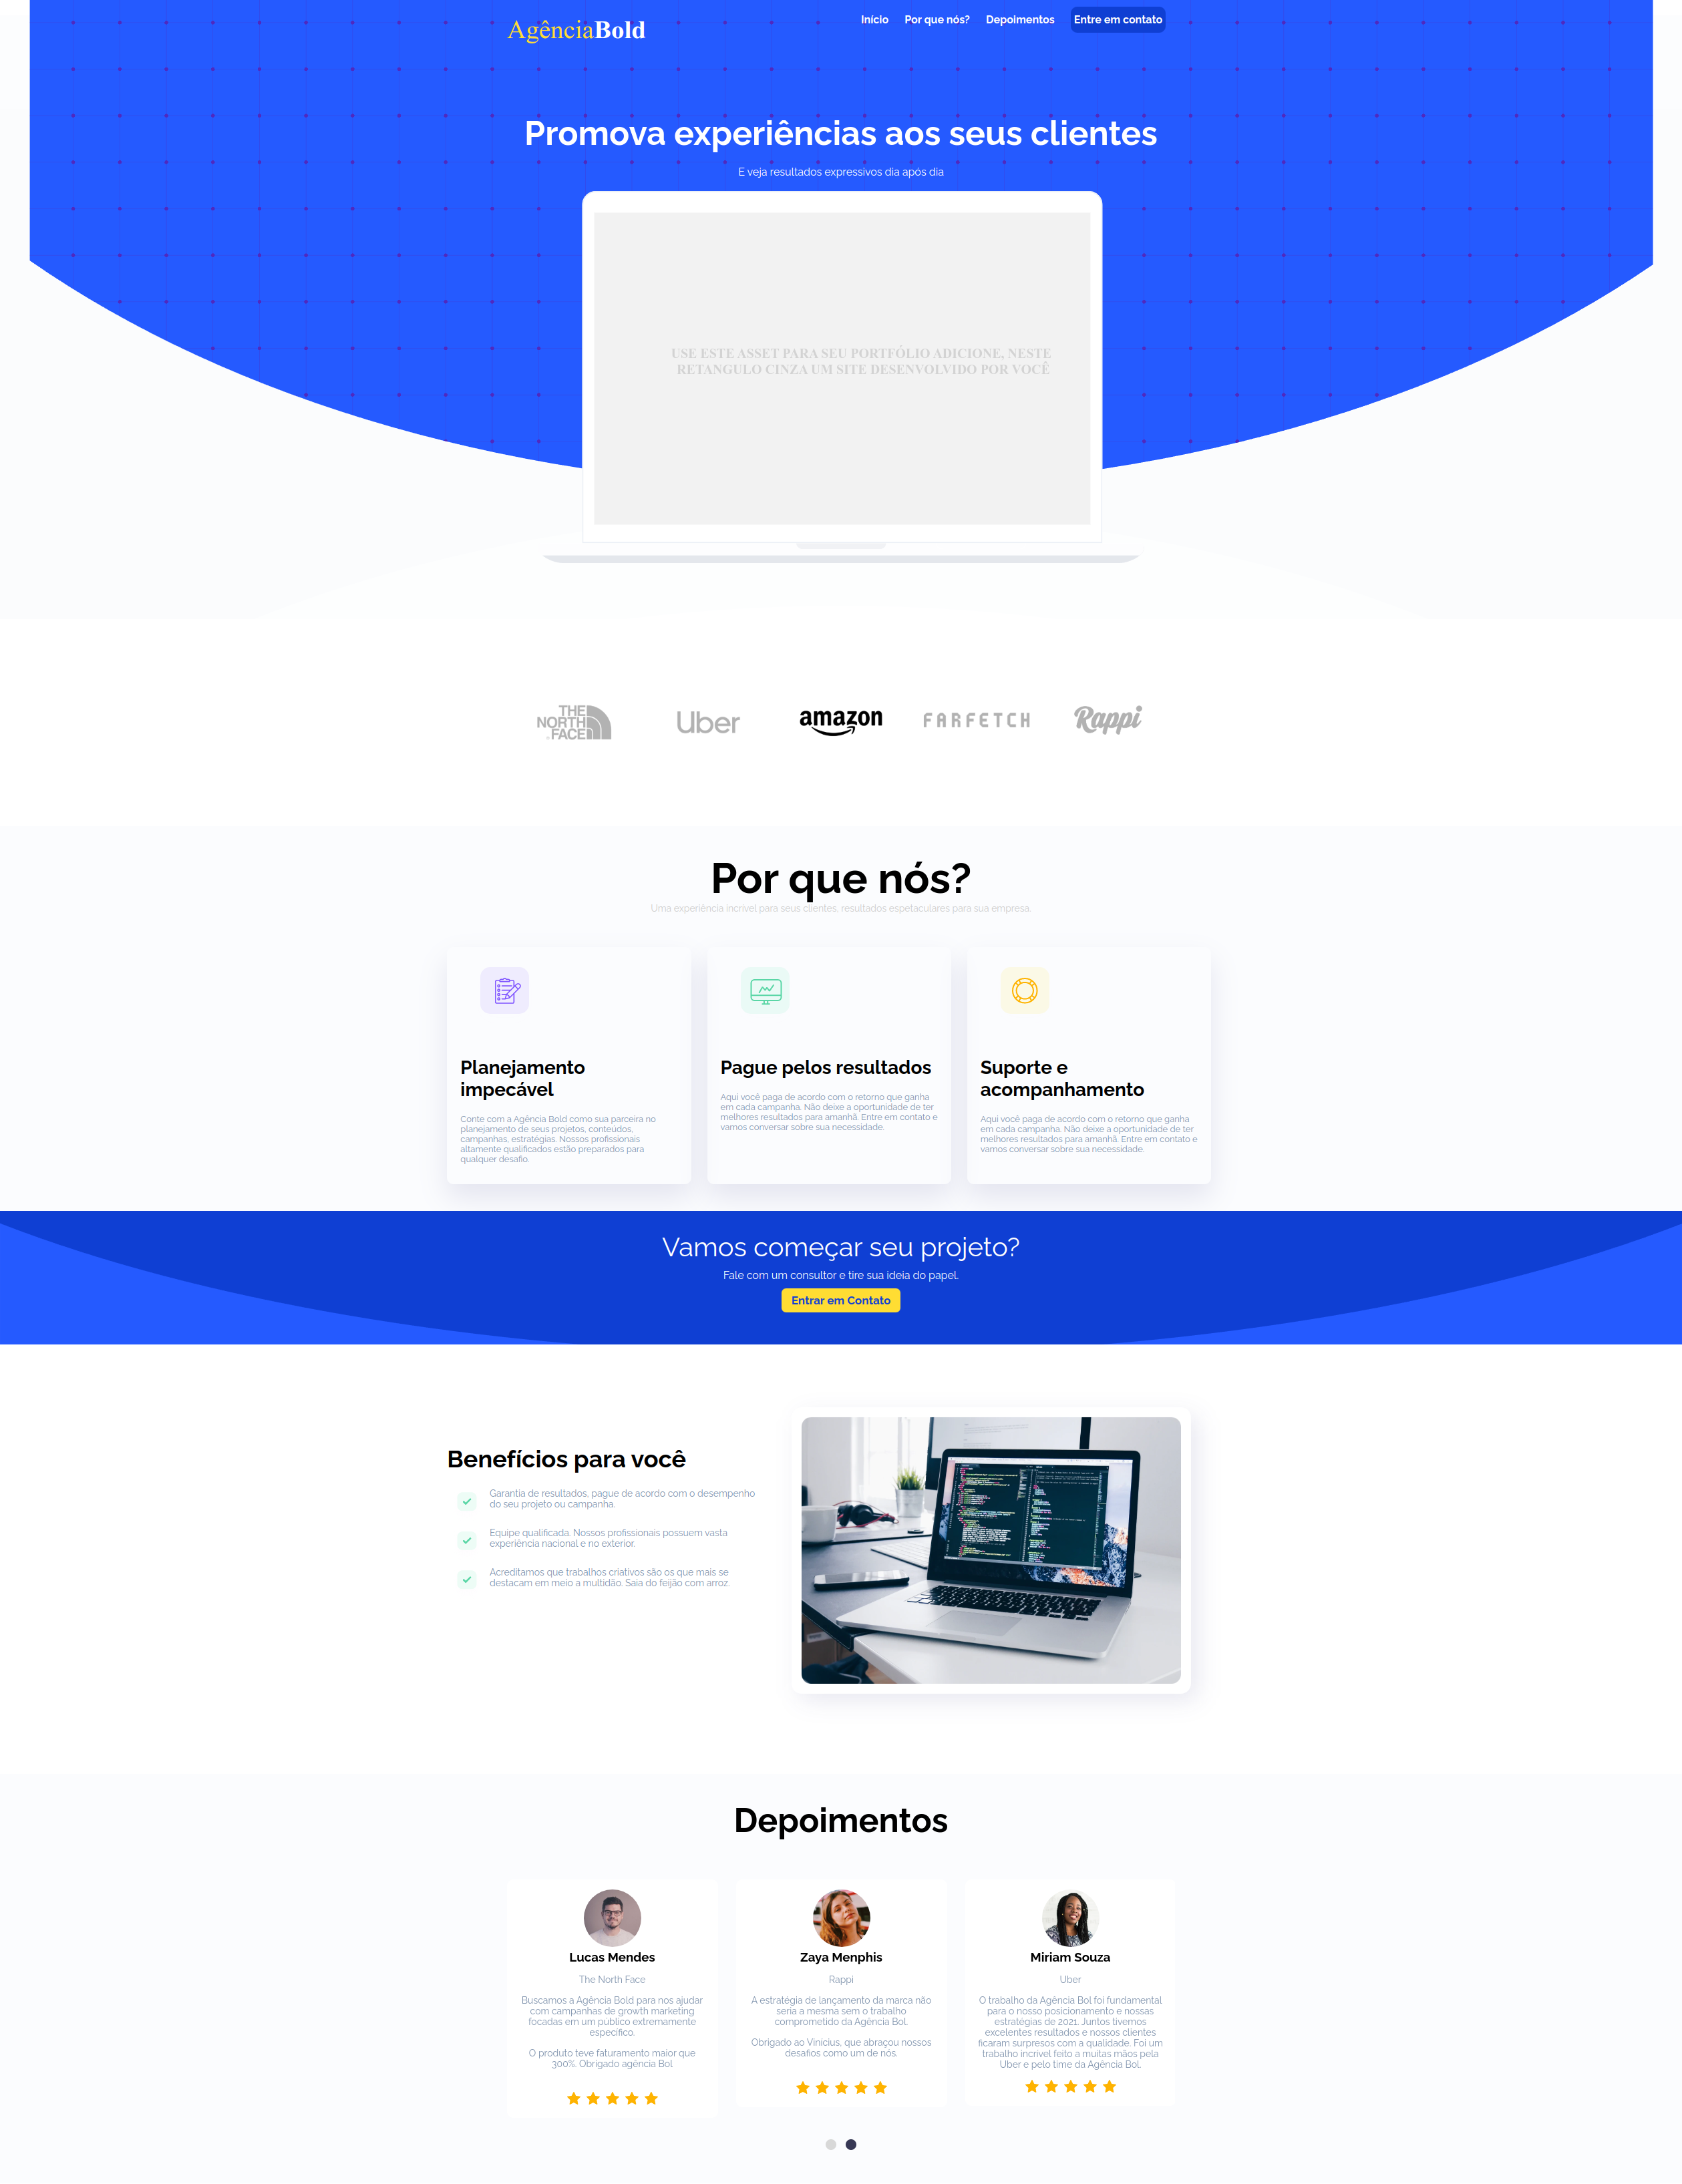 AgênciaBold
Início
Por que nós?
Depoimentos
Entre em contato
Promova experiências aos seus clientes
E veja resultados expressivos dia após dia
USE ESTE ASSET PARA SEU PORTFÓLIO ADICIONE, NESTE
RETANGULO CINZA UM SITE DESENVOLVIDO POR VOCÊ
THE
NORTH
FACE
Uber
amazon
FARFETCH
Rappi
Por que nós?
Uma experiência incrível para seus clientes, resultados espetaculares para sua empresa.
Planejamento
impecável
Conte com a Agência Bold como sua parceira no
planejamento de seus projetos, conteúdos,
campanhas, estratégias. Nossos profissionais
altamente qualificados estão preparados para
qualquer desafio.
Pague pelos resultados
Aqui você paga de acordo com o retorno que ganha
em cada campanha. Não deixe a oportunidade de ter
melhores resultados para amanhã. Entre em contato e
vamos conversar sobre sua necessidade.
Suporte e
acompanhamento
Aqui você paga de acordo com o retorno que ganha
em cada campanha. Não deixe a oportunidade de ter
melhores resultados para amanhã. Entre em contato e
vamos conversar sobre sua necessidade.
Vamos começar seu projeto?
Fale com um consultor e tire sua ideia do papel.
Entrar em Contato
Benefícios para você
Garantia de resultados, pague de acordo com o desempenho
do seu projeto ou campanha.
Equipe qualificada. Nossos profissionais possuem vasta
experiência nacional e no exterior.
Acreditamos que trabalhos criativos são os que mais se
destacam em meio a multidão. Saia do feijão com arroz.
Depoimentos
Lucas Mendes
The North Face
Buscamos a Agência Bold para nos ajudar
com campanhas de growth marketing
focadas em um público extremamente
específico.
O produto teve faturamento maior que
300%. Obrigado agência Bol
Zaya Menphis
Rappi
A estratégia de lançamento da marca não
seria a mesma sem o trabalho
comprometido da Agência Bol.
Obrigado ao Vinicius, que abraçou nossos
desafios como um de nós.
Miriam Souza
Uber
O trabalho da Agência Bol foi fundamental
para o nosso posicionamento e nossas
estratégias de 2021. Juntos tivemos
excelentes resultados e nossos clientes
ficaram surpresos com a qualidade. Foi um
trabalho incrível feito a muitas mãos pela
Uber e pelo time da Agência Bol.